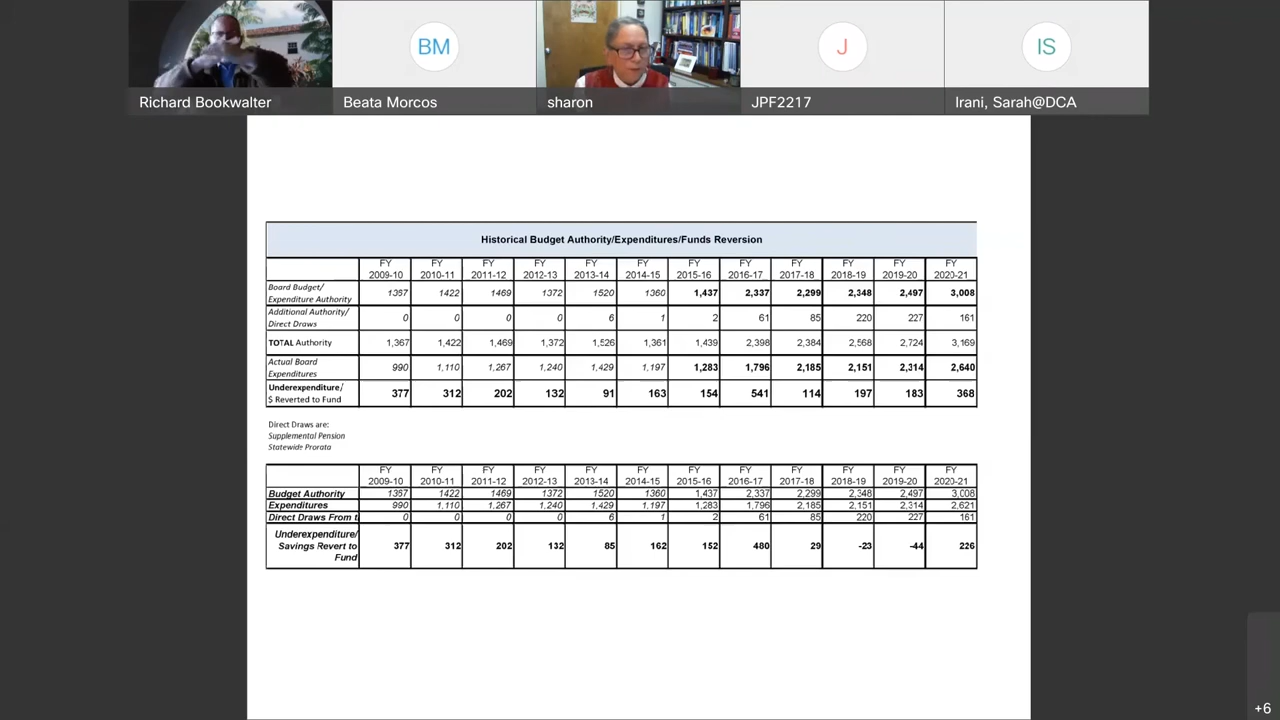 BM
J
IS
Richard Bookwalter
Beata Morcos
sharon
JPF2217
Irani, Sarah@DCA
Historical Budget Authority/Expenditures/Funds Reversion
FY 2009-10 FY 2010-11 FY 2011-12 FY 2012-13 FY 2013-14 FY 2014-15 FY 2015-16 FY 2016-17 FY 2017-18 FY 2018-19 FY 2019-20 FY 2020-21
Board Budget/
Expenditure Authority 1367 1422 1469 1372 1520 1360 1,437 2,337 2,299 2,348 2,497 3,008
Additional Authority/
Direct Draws 0 0 0 0 6 1 2 61 85 220 227 161
TOTAL Authority 1,367 1,422 1,469 1,372 1,526 1,361 1,439 2,398 2,384 2,568 2,724 3,169
Actual Board
Expenditures 990 1,110 1,267 1,240 1,429 1,197 1,283 1,796 2,185 2,151 2,314 2,640
Underexpenditure/
$ Reverted to Fund 377 312 202 132 91 163 154 541 114 197 183 368
Direct Draws are:
Supplemental Pension
Statewide Prorata
FY 2009-10 FY 2010-11 FY 2011-12 FY 2012-13 FY 2013-14 FY 2014-15 FY 2015-16 FY 2016-17 FY 2017-18 FY 2018-19 FY 2019-20 FY 2020-21
Budget Authority 1367 1422 1469 1372 1520 1360 1,437 2,337 2,299 2,348 2,497 3,008
Expenditures 990 1,110 1,267 1,240 1,429 1,197 1,283 1,796 2,185 2,151 2,314 2,621
Direct Draws From t 0 0 0 0 6 1 2 61 85 220 227 161
Underexpenditure/
Savings Revert to
Fund 377 312 202 132 85 162 152 480 29 -23 -44 226
+6